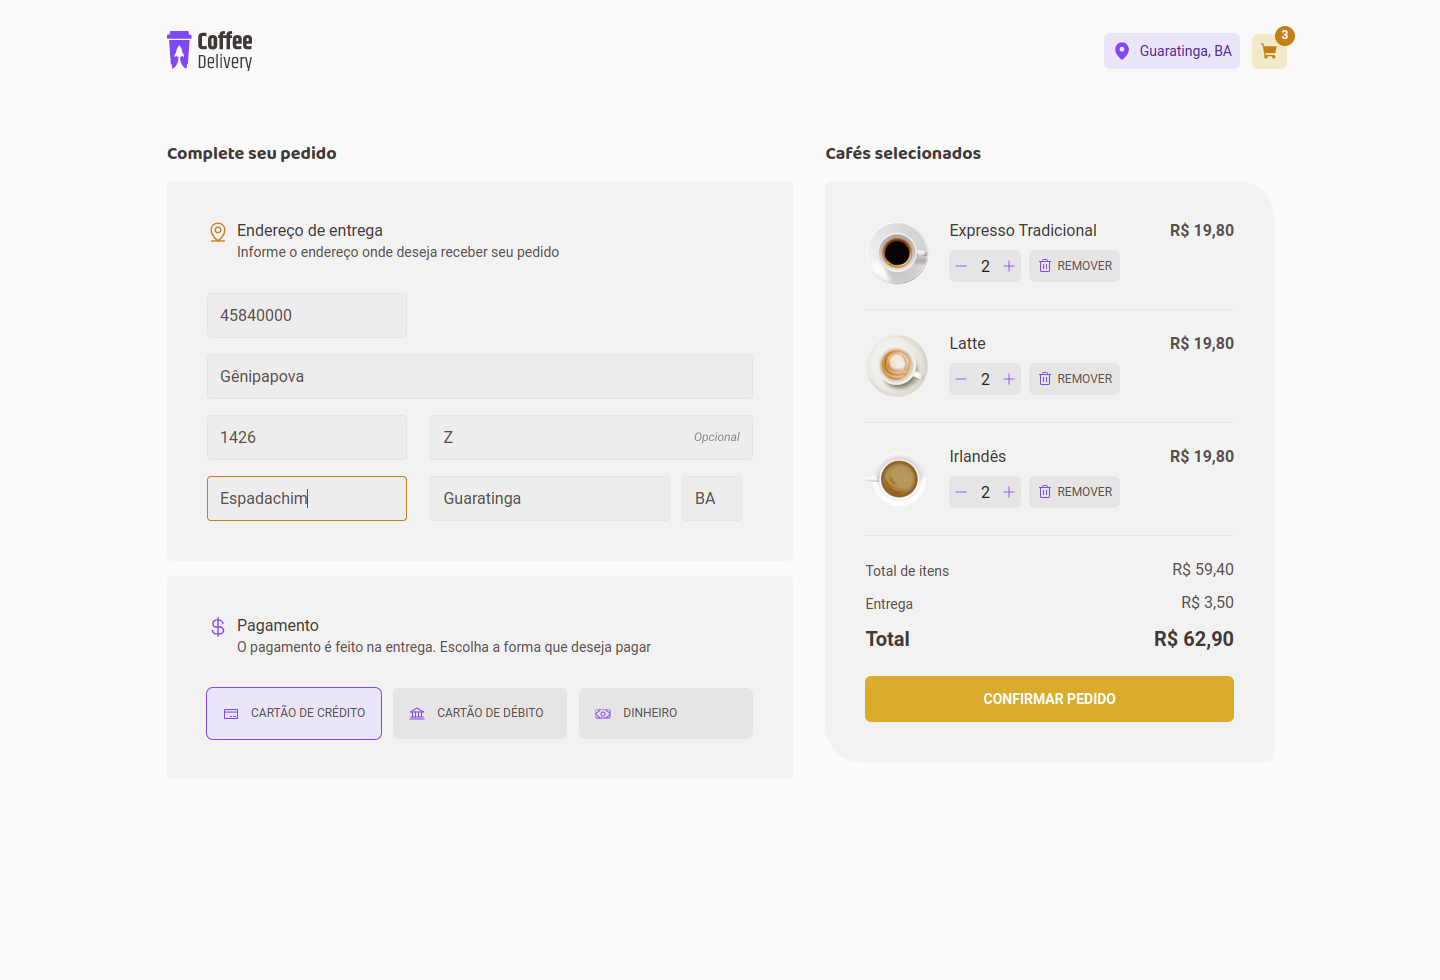 Coffee
Delivery
Guaratinga, BA
3
Complete seu pedido
Endereço de entrega
Informe o endereço onde deseja receber seu pedido
45840000
Gênipapova
1426
Z
Opcional
Espadachim
Guaratinga
BA
Pagamento
O pagamento é feito na entrega. Escolha a forma que deseja pagar
CARTÃO DE CRÉDITO
CARTÃO DE DÉBITO
DINHEIRO
Cafés selecionados
Expresso Tradicional
R$ 19,80
2
REMOVER
Latte
R$ 19,80
2
REMOVER
Irlandês
R$ 19,80
2
REMOVER
Total de itens
R$ 59,40
Entrega
R$ 3,50
Total
R$ 62,90
CONFIRMAR PEDIDO